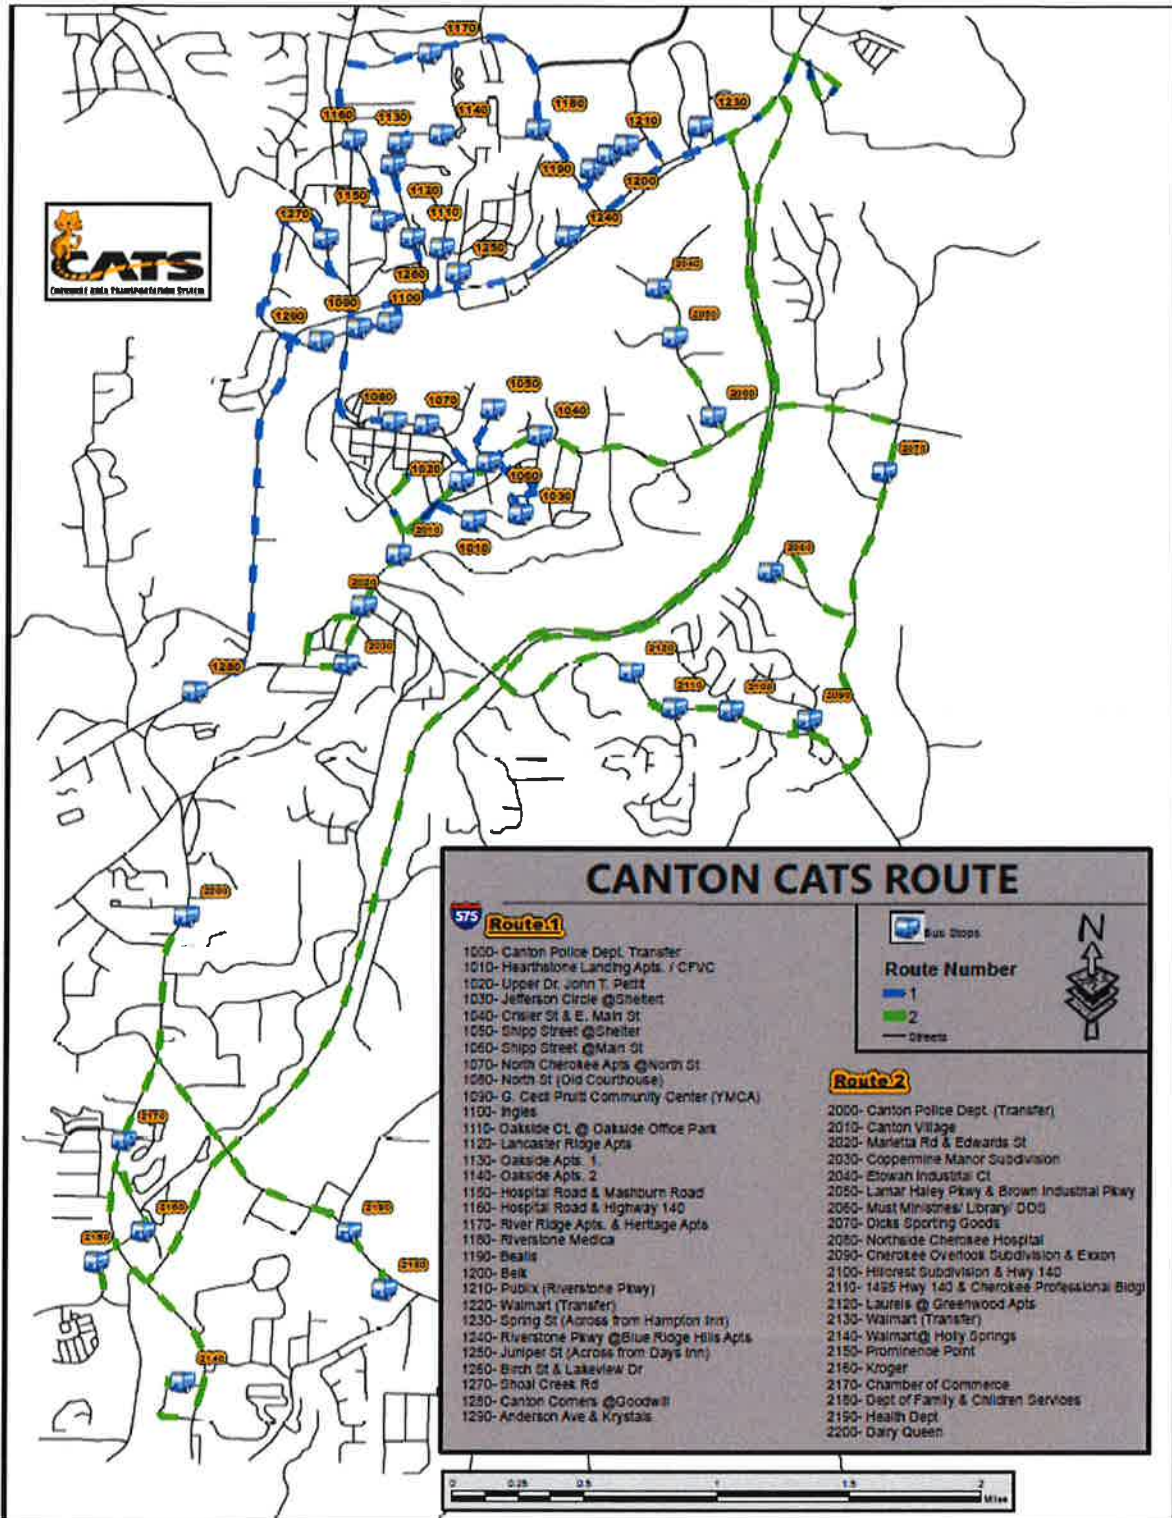 1170
1160
1130
1140
1180
1210
1230
1190
1200
1150
1120
1110
1270
1240
1250
CATS
Community Area Transportation System
1260
1100
1290
1090
2040
2050
2060
1050
1080
1070
1040
1020
1060
1030
2070
2010
1010
2020
2030
1280
2120
2110
2100
2090
2200
2170
2160
2190
2140
CANTON CATS ROUTE
575
Route 1
1000- Canton Police Dept. Transfer
1010- Hearthstone Landing Apts. / CFVC
1020- Upper Dr. John T. Pettit
1030- Jefferson Circle @Shelter
1040- Crisler St & E. Main St
1050- Shipp Street @Shelter
1060- Shipp Street @Main St
1070- North Cherokee Apts @North St
1080- North St (Old Courthouse)
1090- G. Cecil Pruitt Community Center (YMCA)
1100- Ingles
1110- Oakside Ct. @ Oakside Office Park
1120- Lancaster Ridge Apts
1130- Oakside Apts. 1.
1140- Oakside Apts. 2
1150- Hospital Road & Mashburn Road
1160- Hospital Road & Highway 140
1170- River Ridge Apts. & Heritage Apts
1180- Riverstone Medica
1190- Bealls
1200- Belk
1210- Publix (Riverstone Pkwy)
1220- Walmart (Transfer)
1230- Spring St (Across from Hampton Inn)
1240- Riverstone Pkwy @Blue Ridge Hills Apts
1250- Juniper St (Across from Days Inn)
1260- Birch St & Lakeview Dr
1270- Shoal Creek Rd
1280- Canton Corners @Goodwill
1290- Anderson Ave & Krystals
Bus Stops
N
Route Number
1
2
Streets
Route 2
2000- Canton Police Dept. (Transfer)
2010- Canton Village
2020- Marietta Rd & Edwards St
2030- Coppermine Manor Subdivision
2040- Etowah Industrial Ct
2050- Lamar Haley Pkwy & Brown Industrial Pkwy
2060- Must Ministries/ Library/ DDS
2070- Dicks Sporting Goods
2080- Northside Cherokee Hospital
2090- Cherokee Overlook Subdivision & Exxon
2100- Hillcrest Subdivision & Hwy 140
2110- 1495 Hwy 140 & Cherokee Professional Bldg
2120- Laurels @ Greenwood Apts
2130- Walmart (Transfer)
2140- Walmart@ Holly Springs
2150- Prominence Point
2160- Kroger
2170- Chamber of Commerce
2180- Dept of Family & Children Services
2190- Health Dept
2200- Dairy Queen
0 0.25 0.5 1 1.5 2
Miles